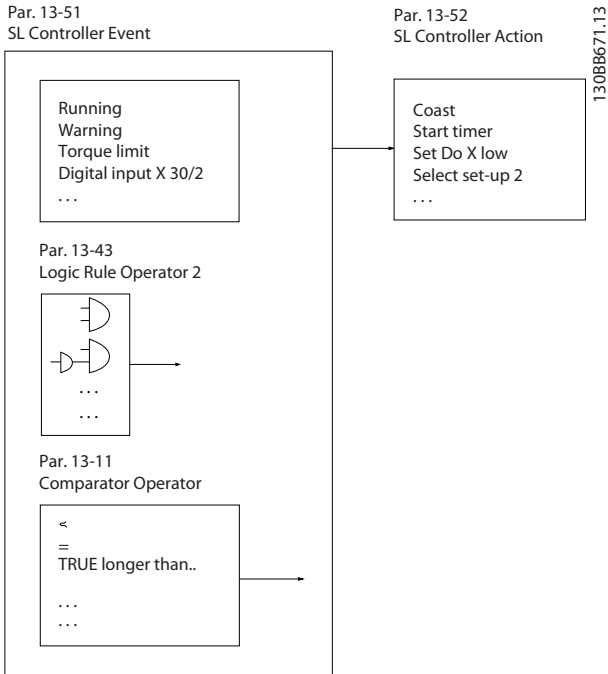 Par. 13-51
SL Controller Event
Par. 13-52
SL Controller Action
130BB671.13
Running
Warning
Torque limit
Digital input X 30/2
. . .
Coast
Start timer
Set Do X low
Select set-up 2
. . .
Par. 13-43
Logic Rule Operator 2
. . .
. . .
Par. 13-11
Comparator Operator
<
=
TRUE longer than..
. . .
. . .